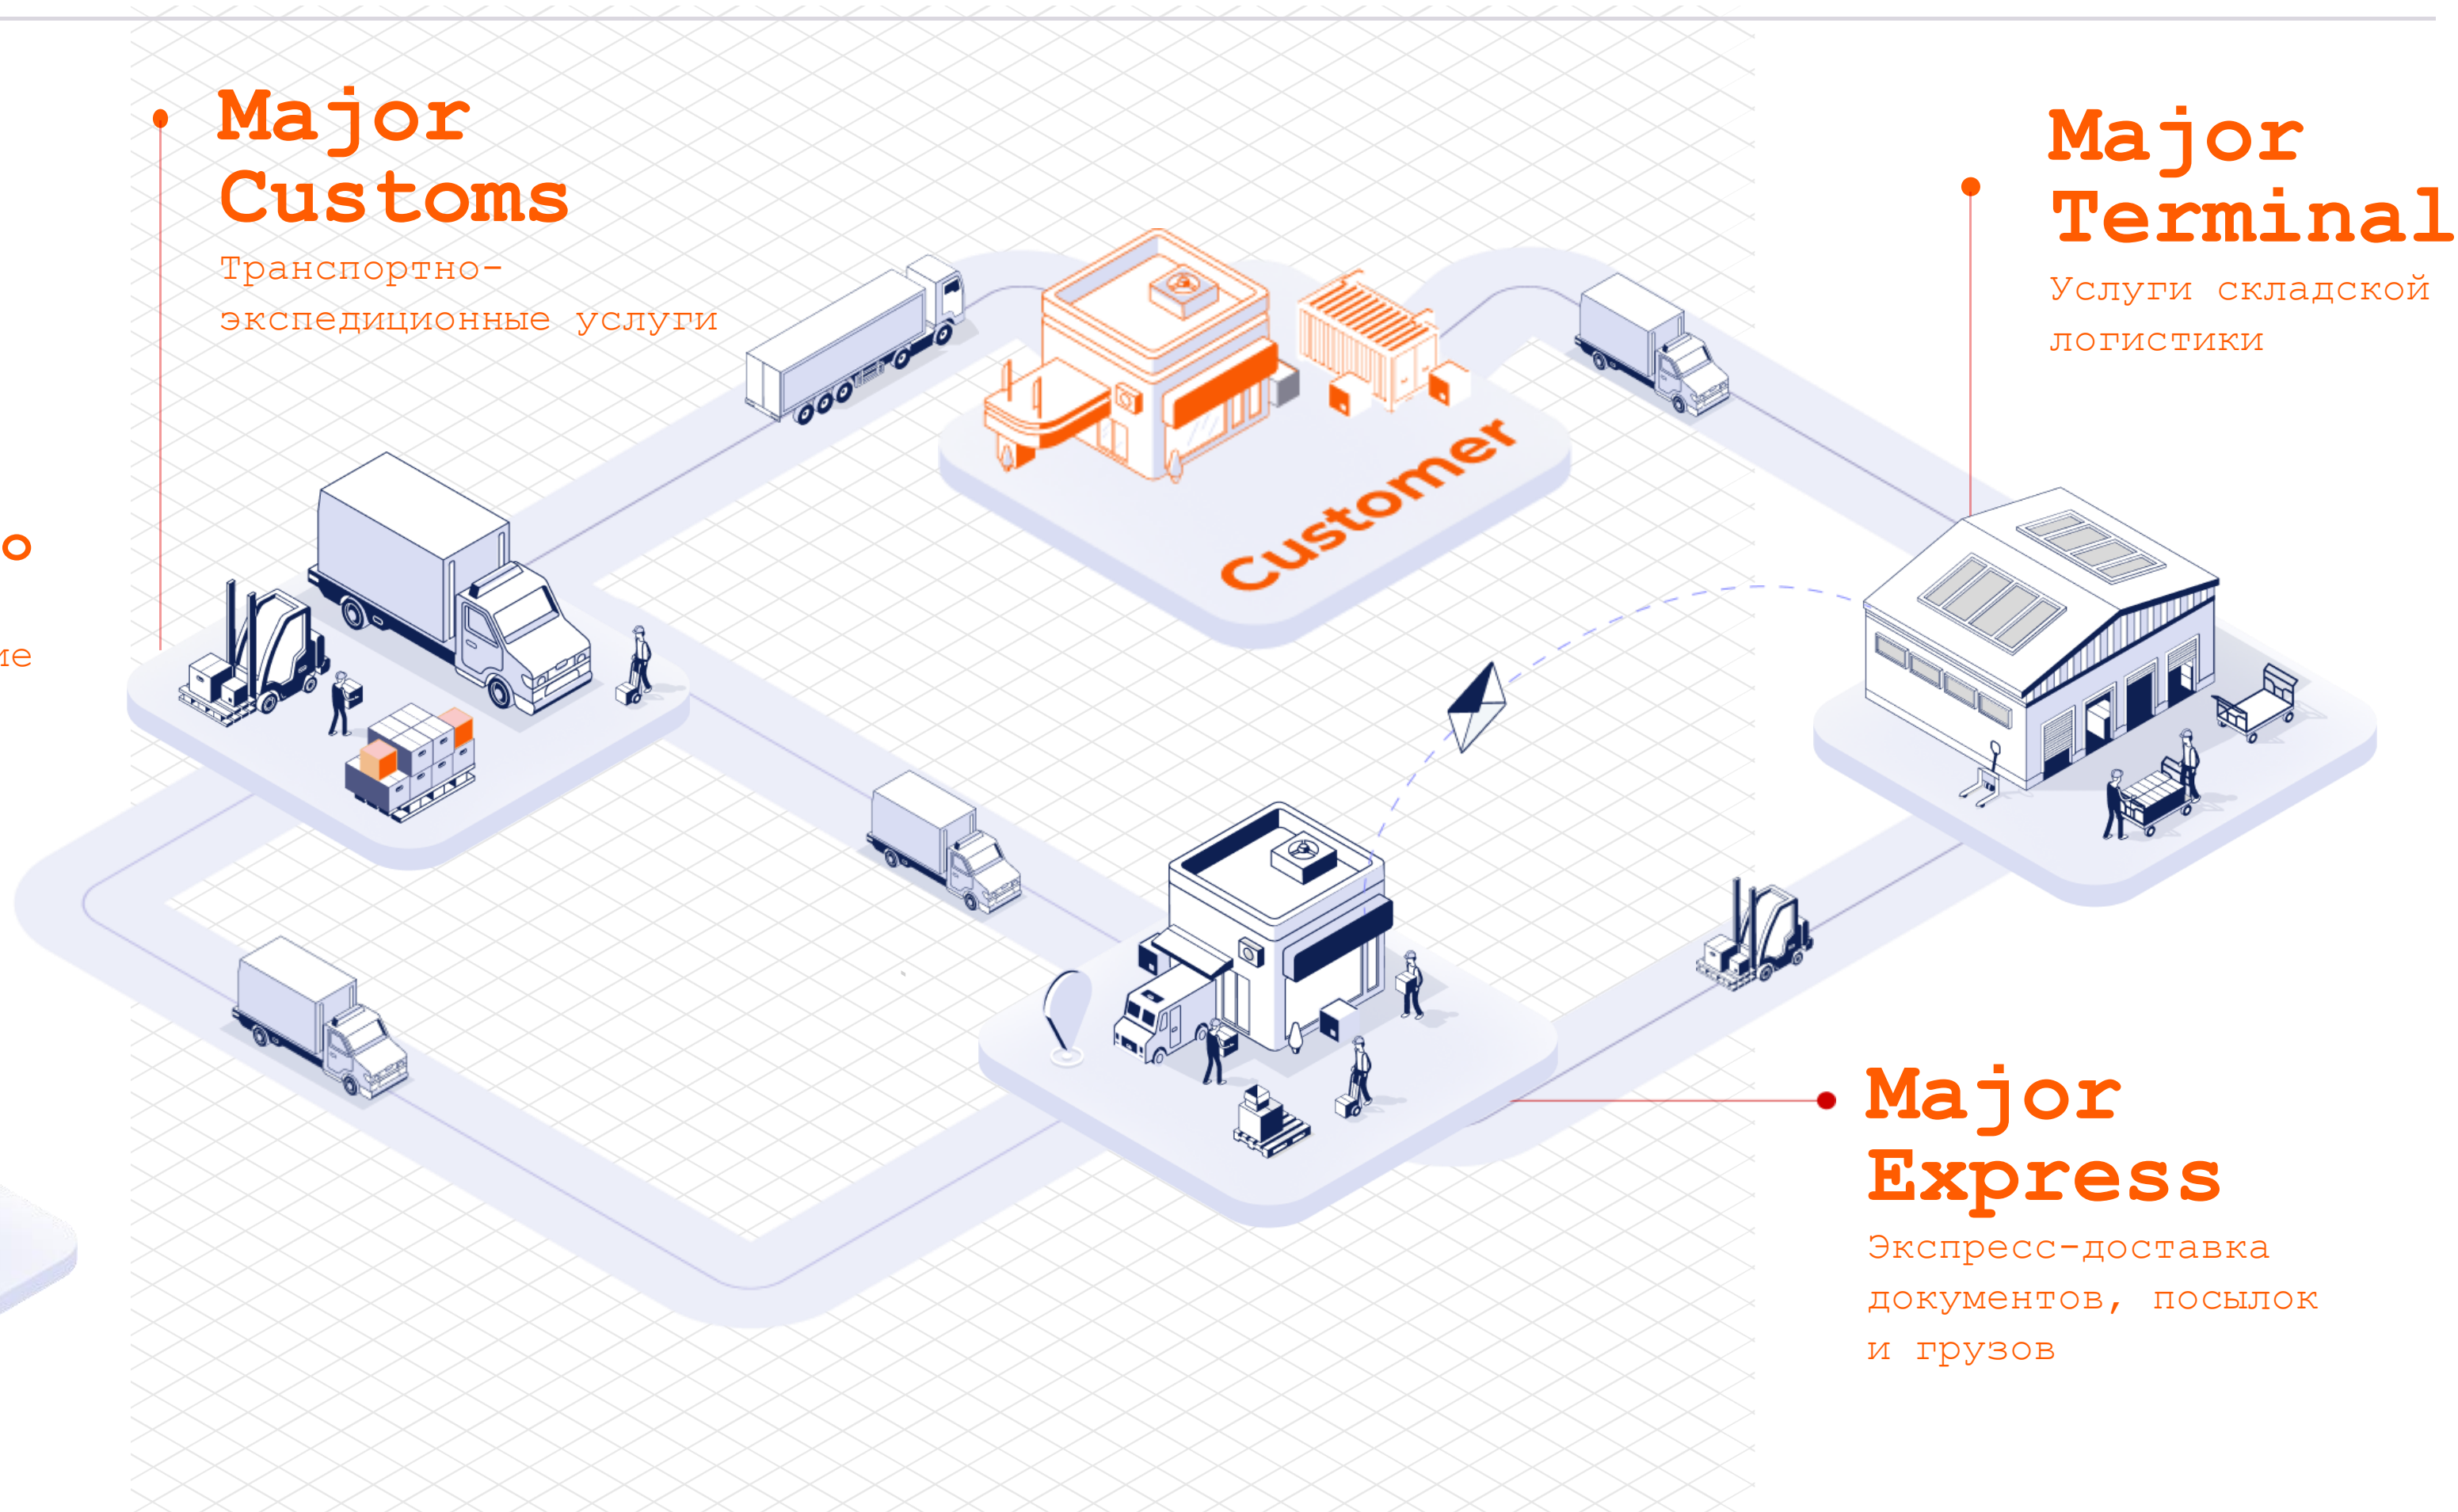 Major
Customs
Транспортно-
экспедиционные услуги
Major
Terminal
Услуги складской
логистики
Customer
Major
Express
Экспресс-доставка
документов, посылок
и грузов